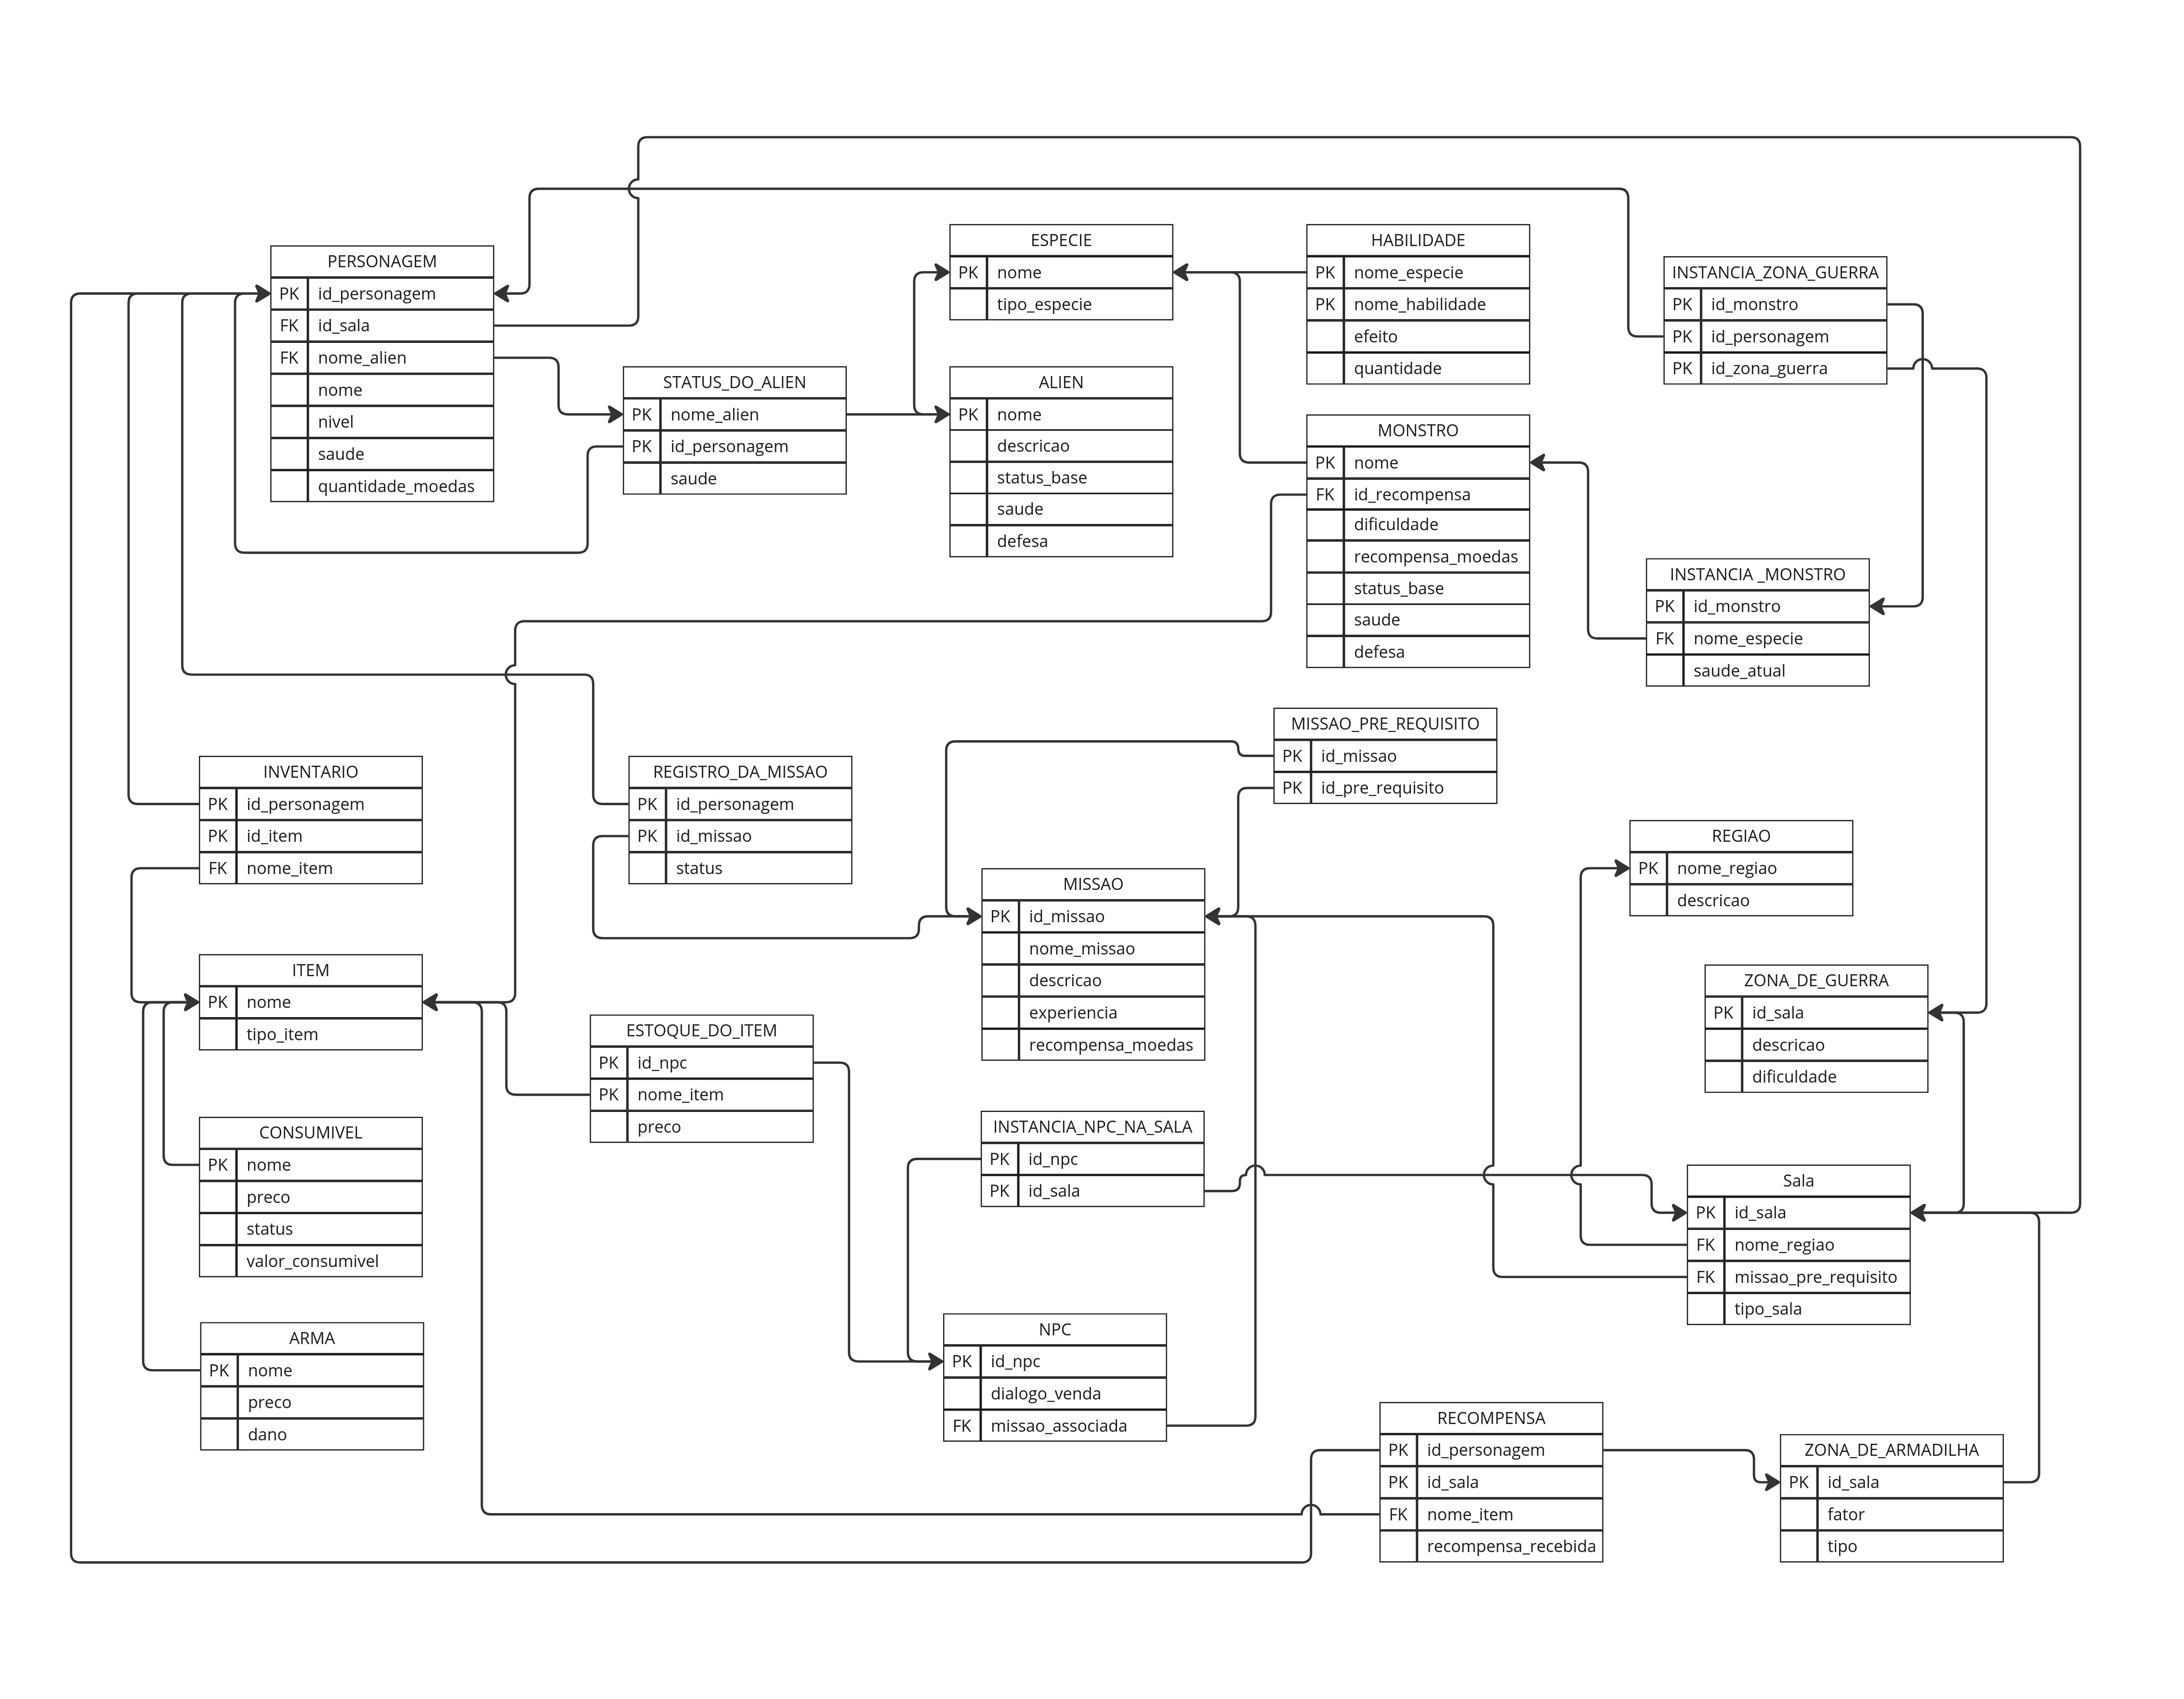 PERSONAGEM
PK id_personagem
FK id_sala
FK nome_alien
nome
nivel
saude
quantidade_moedas
STATUS_DO_ALIEN
PK nome_alien
PK id_personagem
saude
ESPECIE
PK nome
tipo_especie
ALIEN
PK nome
descricao
status_base
saude
defesa
HABILIDADE
PK nome_especie
PK nome_habilidade
efeito
quantidade
MONSTRO
PK nome
FK id_recompensa
dificuldade
recompensa_moedas
status_base
saude
defesa
INSTANCIA_ZONA_GUERRA
PK id_monstro
PK id_personagem
PK id_zona_guerra
INSTANCIA _MONSTRO
PK id_monstro
FK nome_especie
saude_atual
MISSAO_PRE_REQUISITO
PK id_missao
PK id_pre_requisito
INVENTARIO
PK id_personagem
PK id_item
FK nome_item
REGISTRO_DA_MISSAO
PK id_personagem
PK id_missao
status
MISSAO
PK id_missao
nome_missao
descricao
experiencia
recompensa_moedas
REGIAO
PK nome_regiao
descricao
ITEM
PK nome
tipo_item
ESTOQUE_DO_ITEM
PK id_npc
PK nome_item
preco
ZONA_DE_GUERRA
PK id_sala
descricao
dificuldade
CONSUMIVEL
PK nome
preco
status
valor_consumivel
INSTANCIA_NPC_NA_SALA
PK id_npc
PK id_sala
Sala
PK id_sala
FK nome_regiao
FK missao_pre_requisito
tipo_sala
ARMA
PK nome
preco
dano
NPC
PK id_npc
dialogo_venda
FK missao_associada
RECOMPENSA
PK id_personagem
PK id_sala
FK nome_item
recompensa_recebida
ZONA_DE_ARMADILHA
PK id_sala
fator
tipo